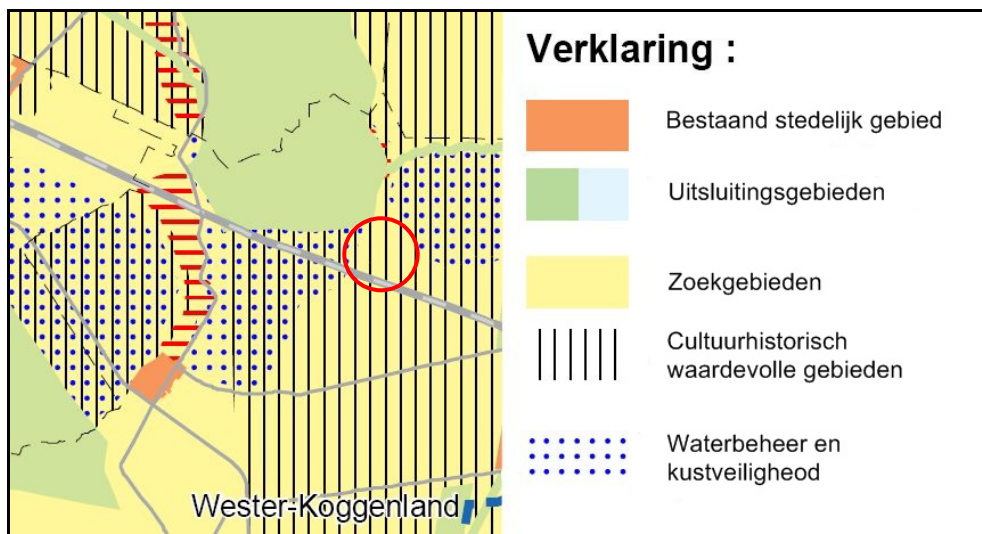 Verklaring :
Bestaand stedelijk gebied
Uitsluitingsgebieden
Zoekgebieden
Cultuurhistorisch
waardevolle gebieden
Waterbeheer en
kustveiligheod
Wester-Koggenland